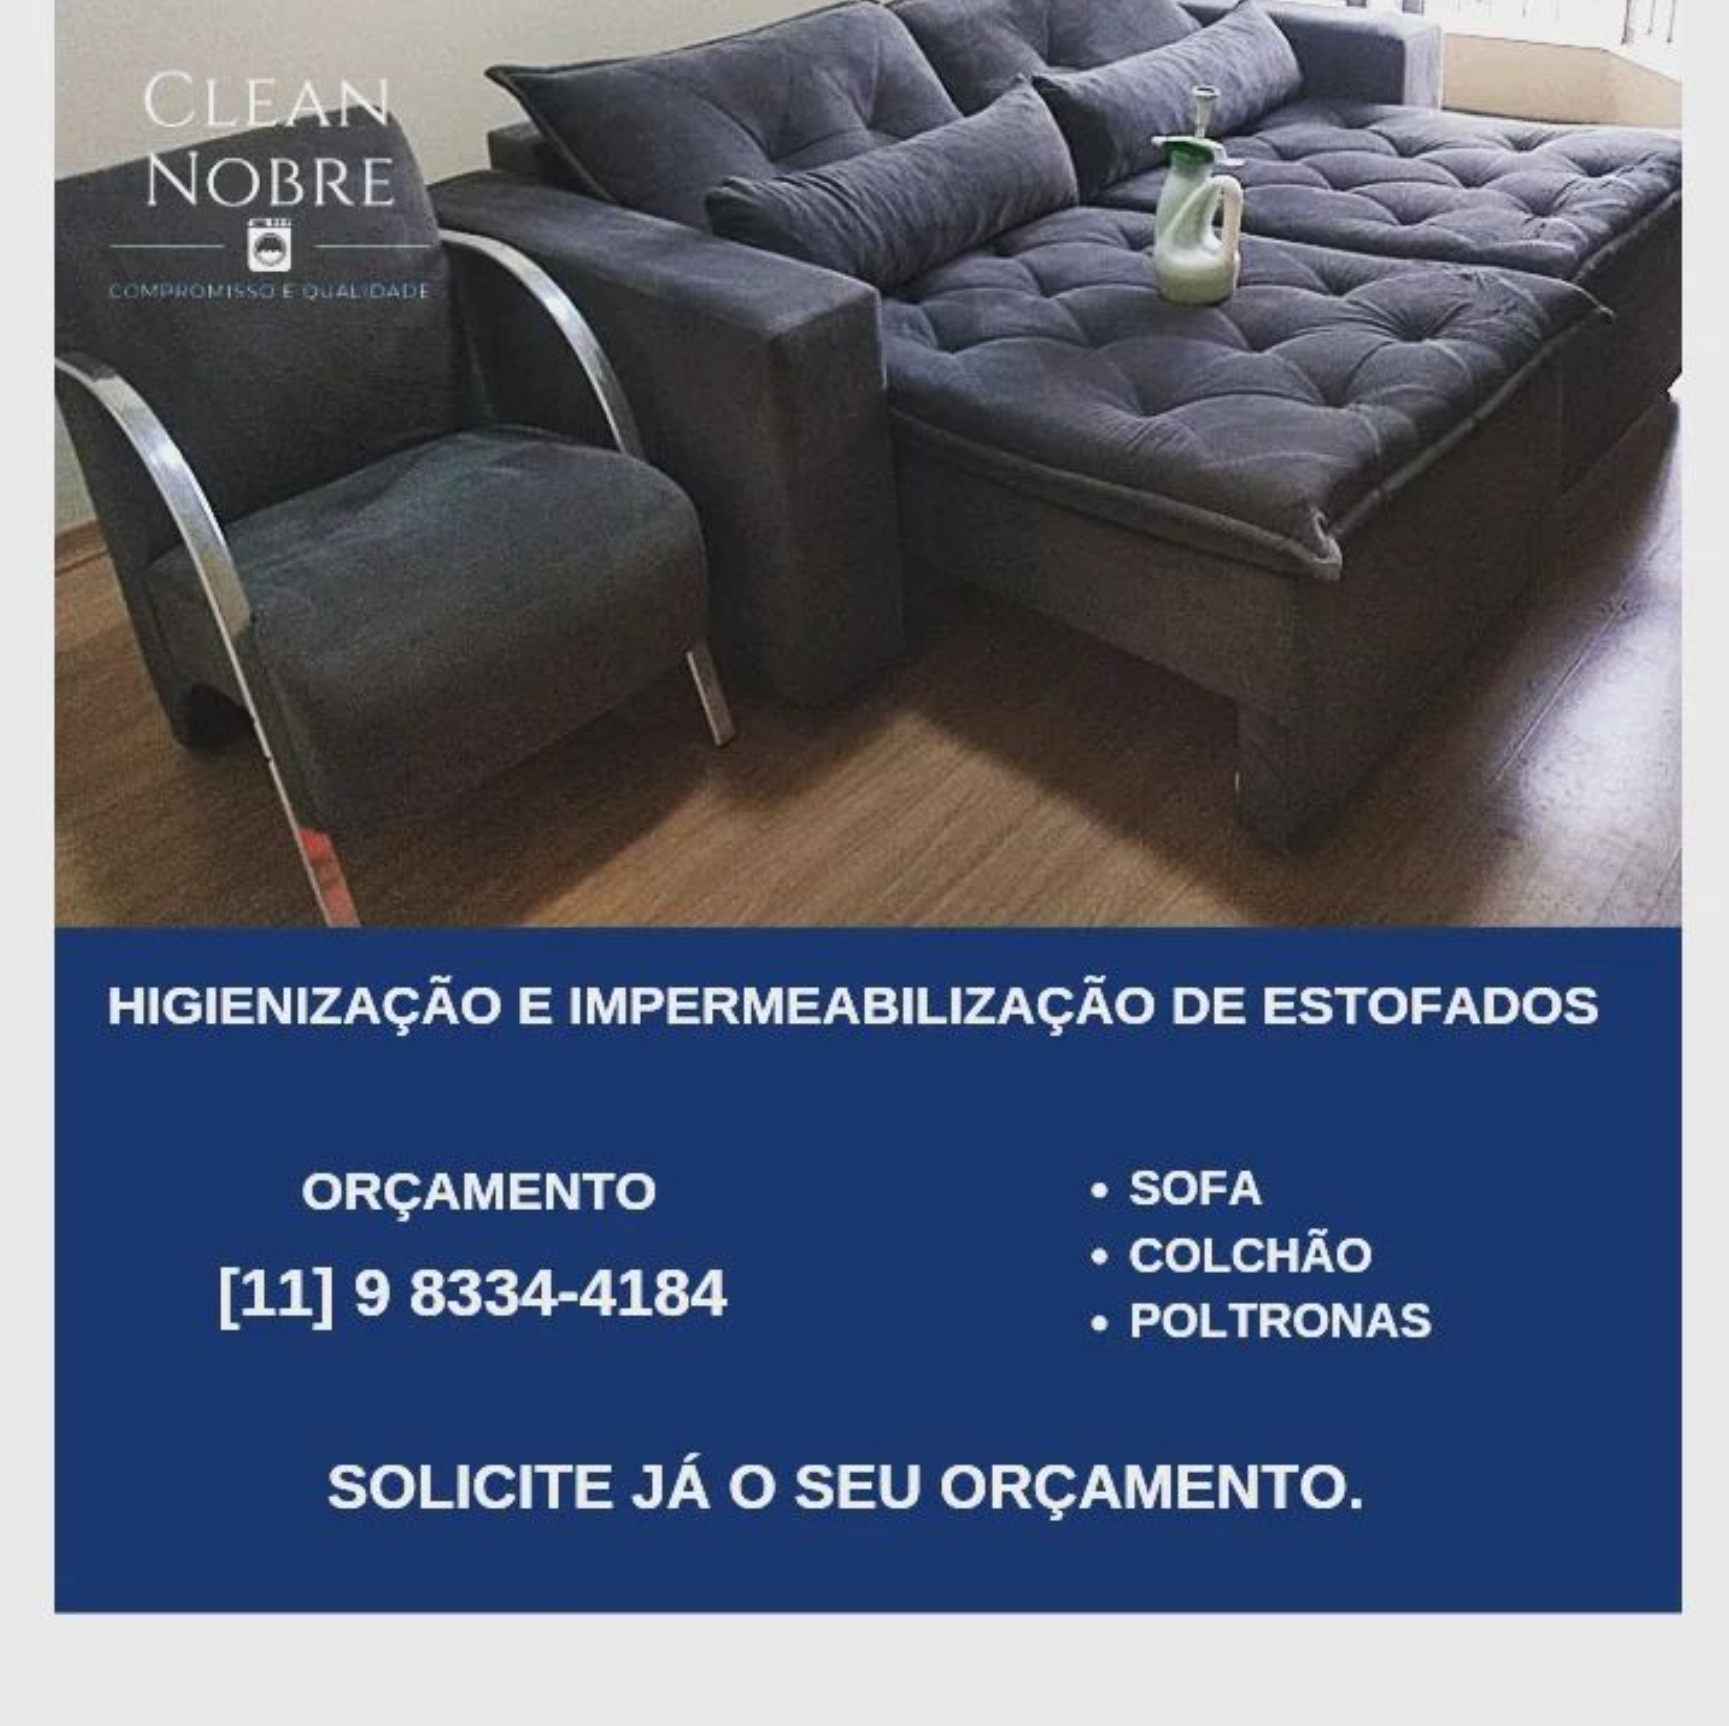 CLEAN
NOBRE
COMPROMISSO E QUALIDADE
HIGIENIZAÇÃO E IMPERMEABILIZAÇÃO DE ESTOFADOS
ORÇAMENTO
[11] 9 8334-4184
• SOFA
• COLCHÃO
• POLTRONAS
SOLICITE JÁ O SEU ORÇAMENTO.